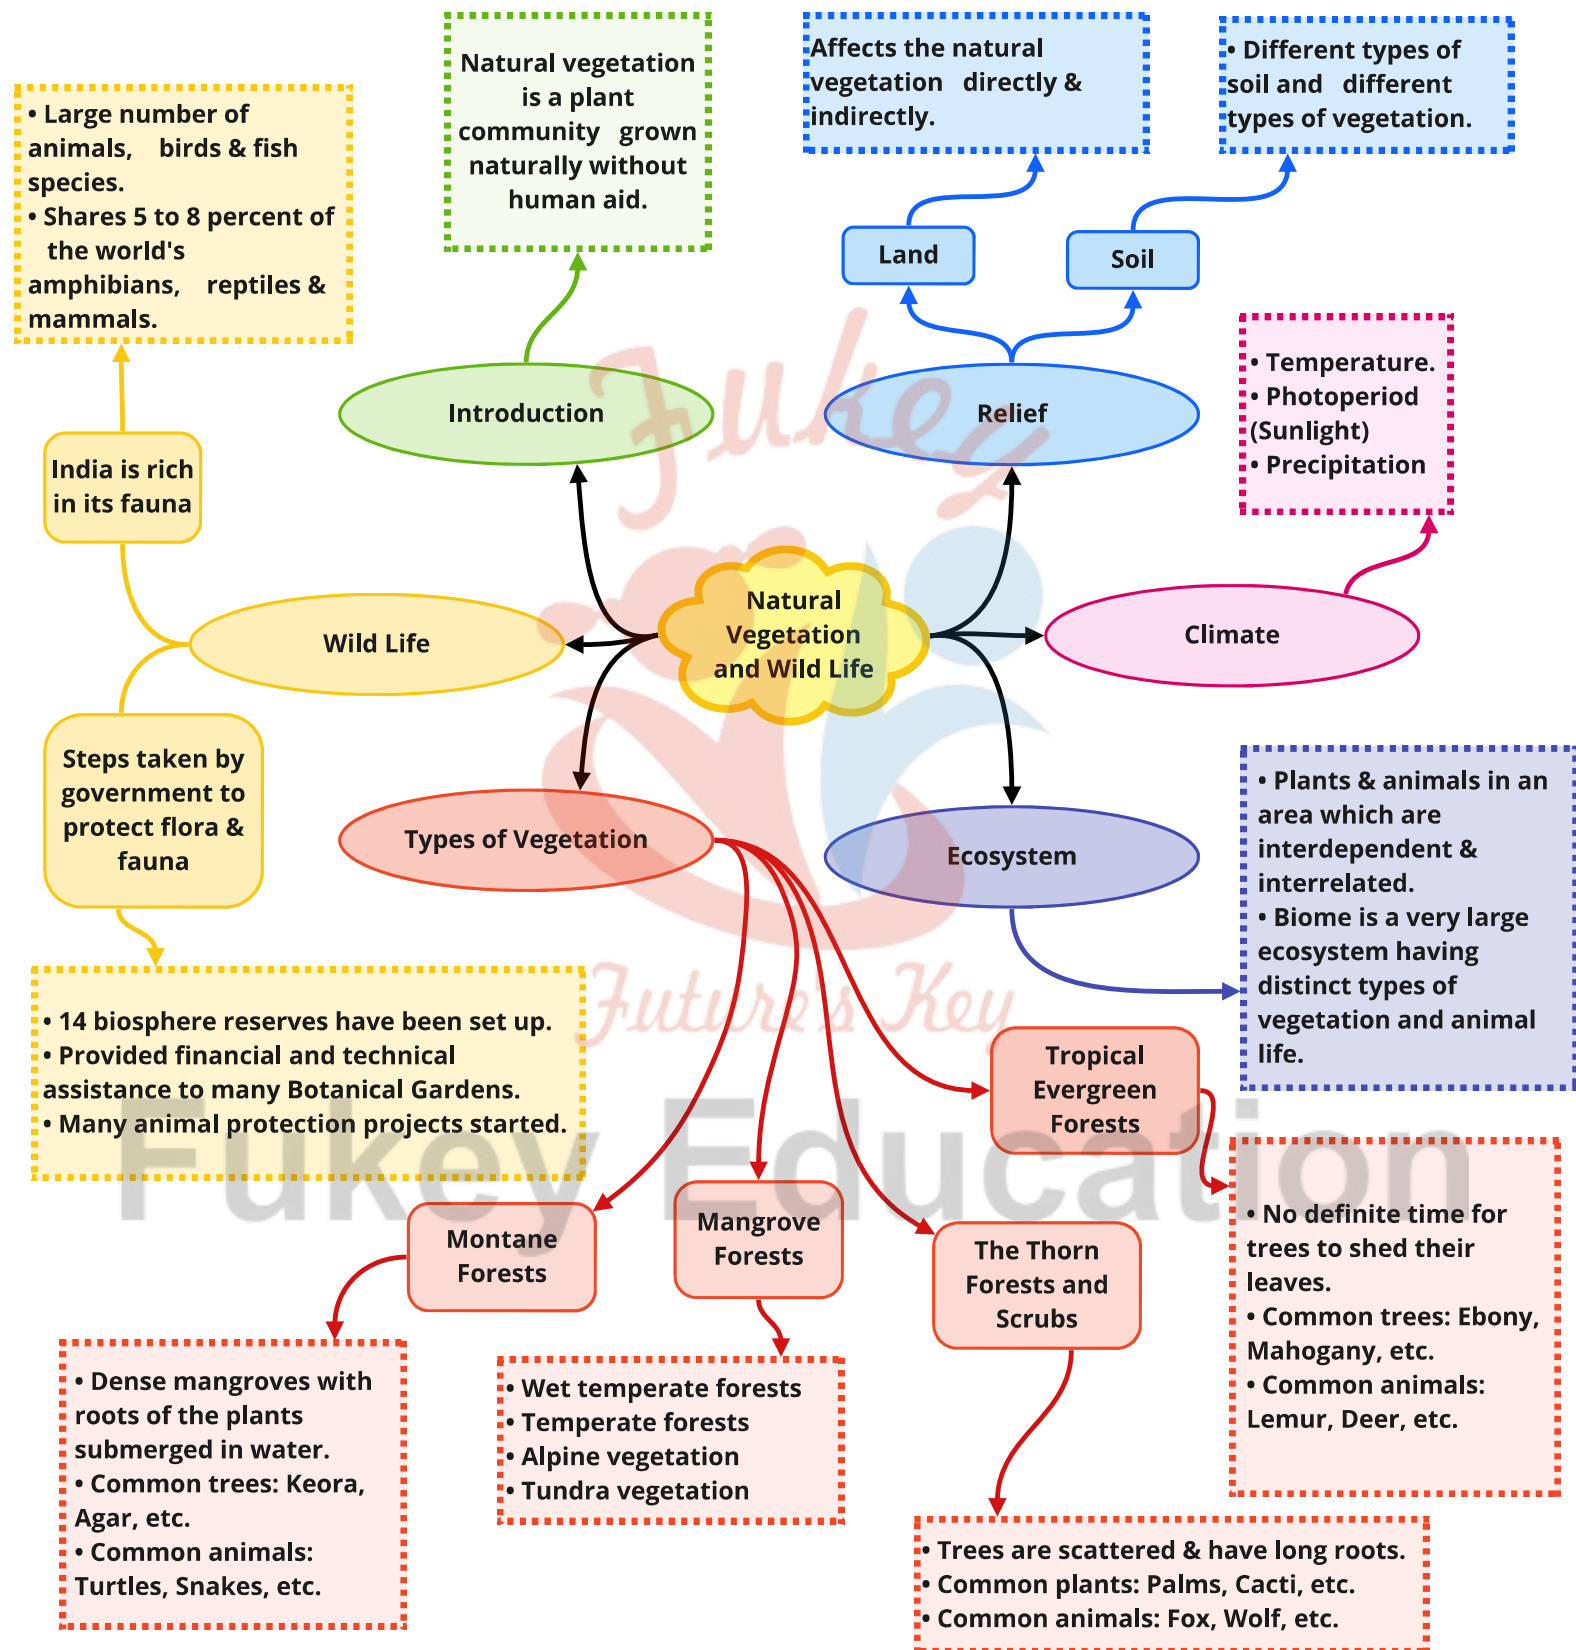 Natural vegetation
is a plant
community grown
naturally without
human aid.
Affects the natural
vegetation directly &
indirectly.
• Different types of
soil and different
types of vegetation.
• Large number of
animals, birds & fish
species.
• Shares 5 to 8 percent of
the world's
amphibians, reptiles &
mammals.
Land
Soil
• Temperature.
• Photoperiod
(Sunlight)
• Precipitation
Introduction
Relief
Fukey
India is rich
in its fauna
Natural
Vegetation
and Wild Life
Wild Life
Climate
Steps taken by
government to
protect flora &
fauna
Types of Vegetation
Ecosystem
• Plants & animals in an
area which are
interdependent &
interrelated.
• Biome is a very large
ecosystem having
distinct types of
vegetation and animal
life.
Future's Key
• 14 biosphere reserves have been set up.
• Provided financial and technical
assistance to many Botanical Gardens.
• Many animal protection projects started.
Tropical
Evergreen
Forests
Fukey Education
Montane
Forests
Mangrove
Forests
The Thorn
Forests and
Scrubs
• No definite time for
trees to shed their
leaves.
• Common trees: Ebony,
Mahogany, etc.
• Common animals:
Lemur, Deer, etc.
• Dense mangroves with
roots of the plants
submerged in water.
• Common trees: Keora,
Agar, etc.
• Common animals:
Turtles, Snakes, etc.
• Wet temperate forests
• Temperate forests
• Alpine vegetation
• Tundra vegetation
• Trees are scattered & have long roots.
• Common plants: Palms, Cacti, etc.
• Common animals: Fox, Wolf, etc.